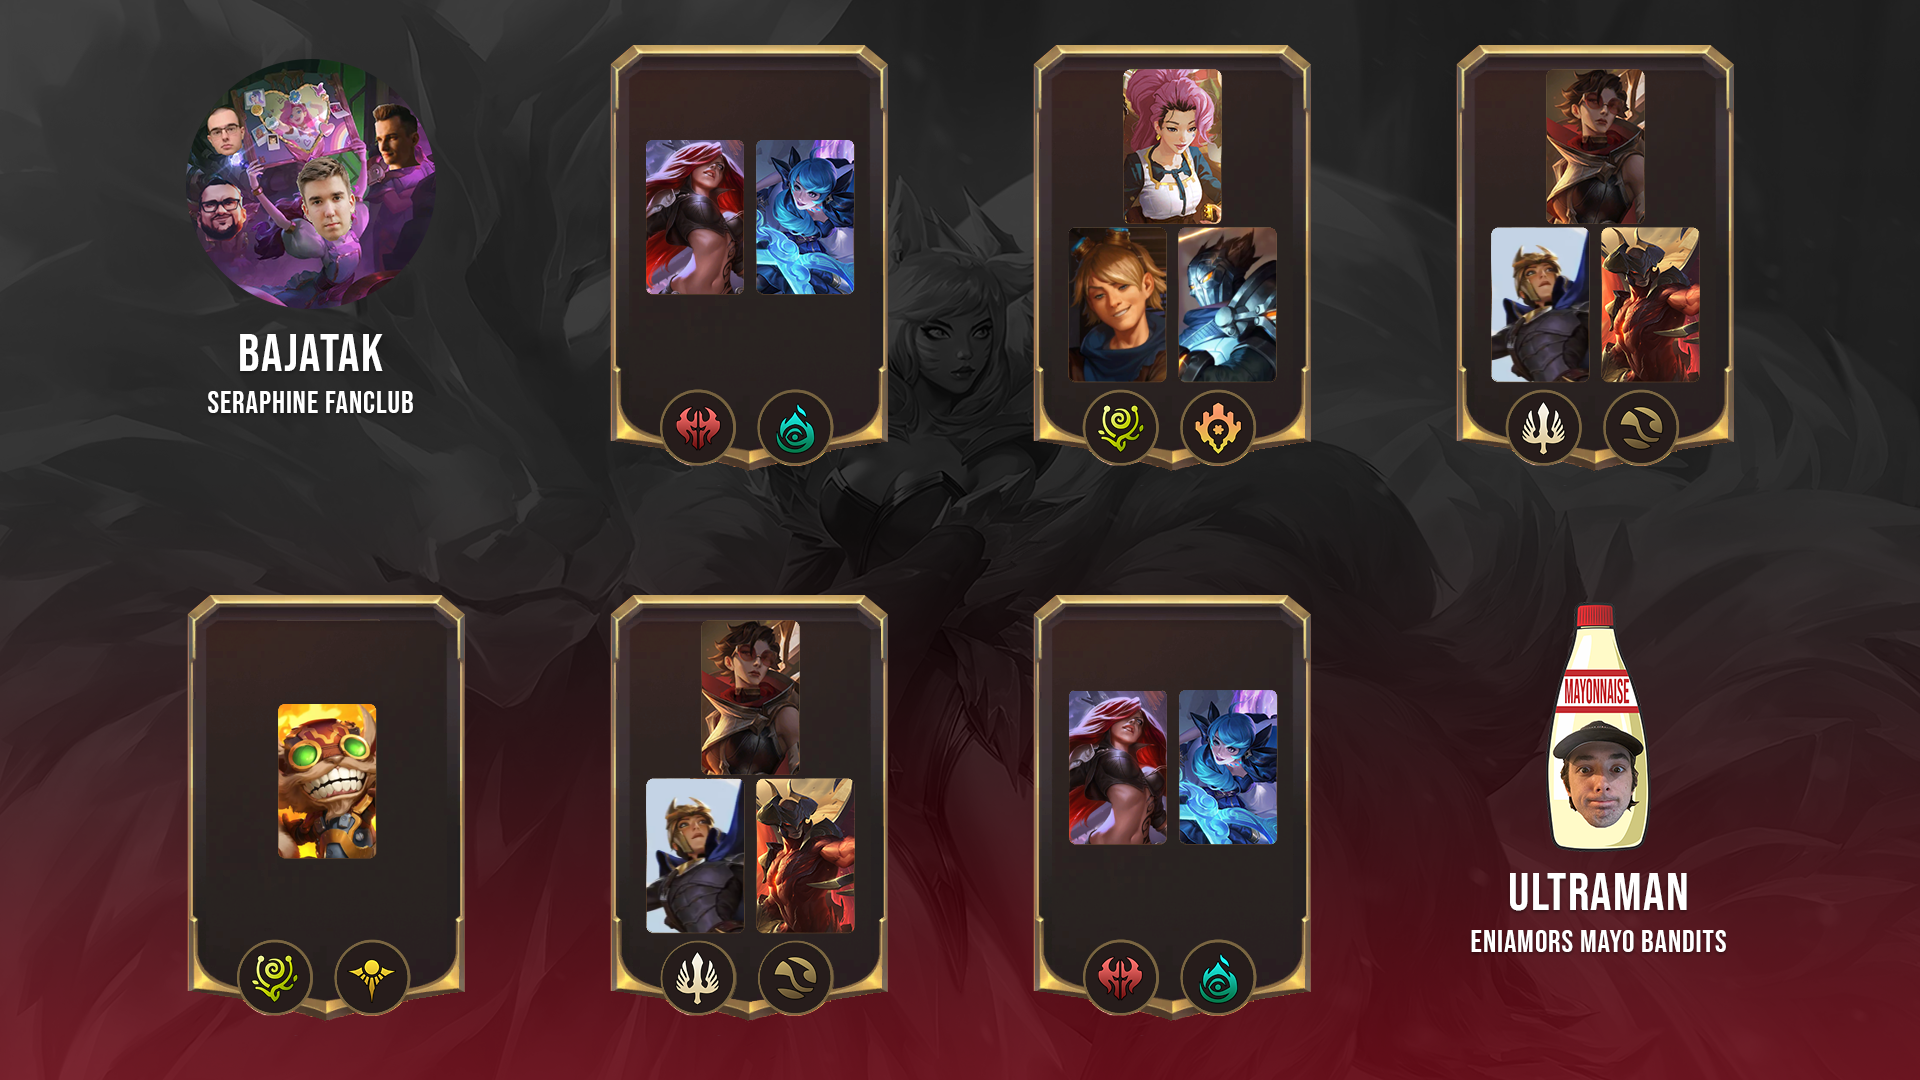 BAJATAK
SERAPHINE FANCLUB
MAYONNAISE
ULTRAMAN
ENIAMORS MAYO BANDITS